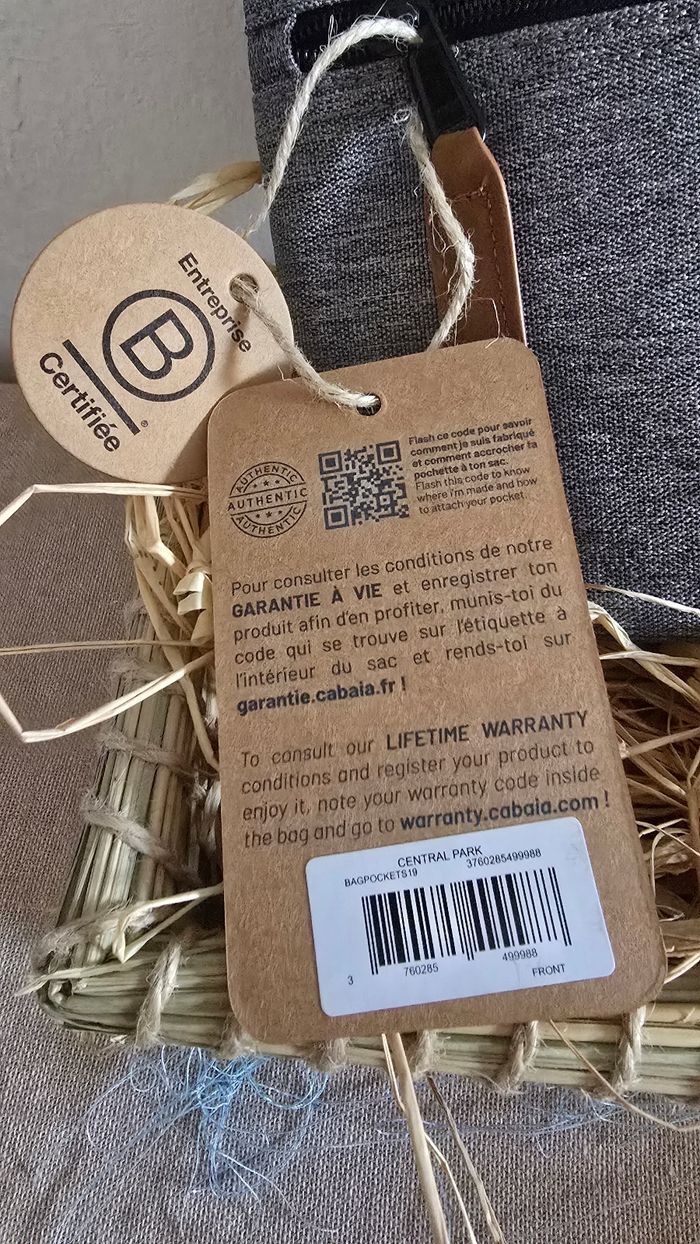 Entreprise
B
Certifiée
®
AUTHENTIC
AUTHENTIC
AUTHENTIC
Flash ce code pour savoir
comment je suis fabriqué
et comment accrocher ta
pochette à ton sac.
Flash this code to know
where i'm made and how
to attach your pocket.
Pour consulter les conditions de notre
GARANTIE À VIE et enregistrer ton
produit afin d'en profiter, munis-toi du
code qui se trouve sur l'étiquette à
l'intérieur du sac et rends-toi sur
garantie.cabaia.fr !
To consult our LIFETIME WARRANTY
conditions and register your product to
enjoy it, note your warranty code inside
the bag and go to warranty.cabaia.com !
CENTRAL PARK
BAGPOCKETS19 3760285499988
3 760285 499988
FRONT